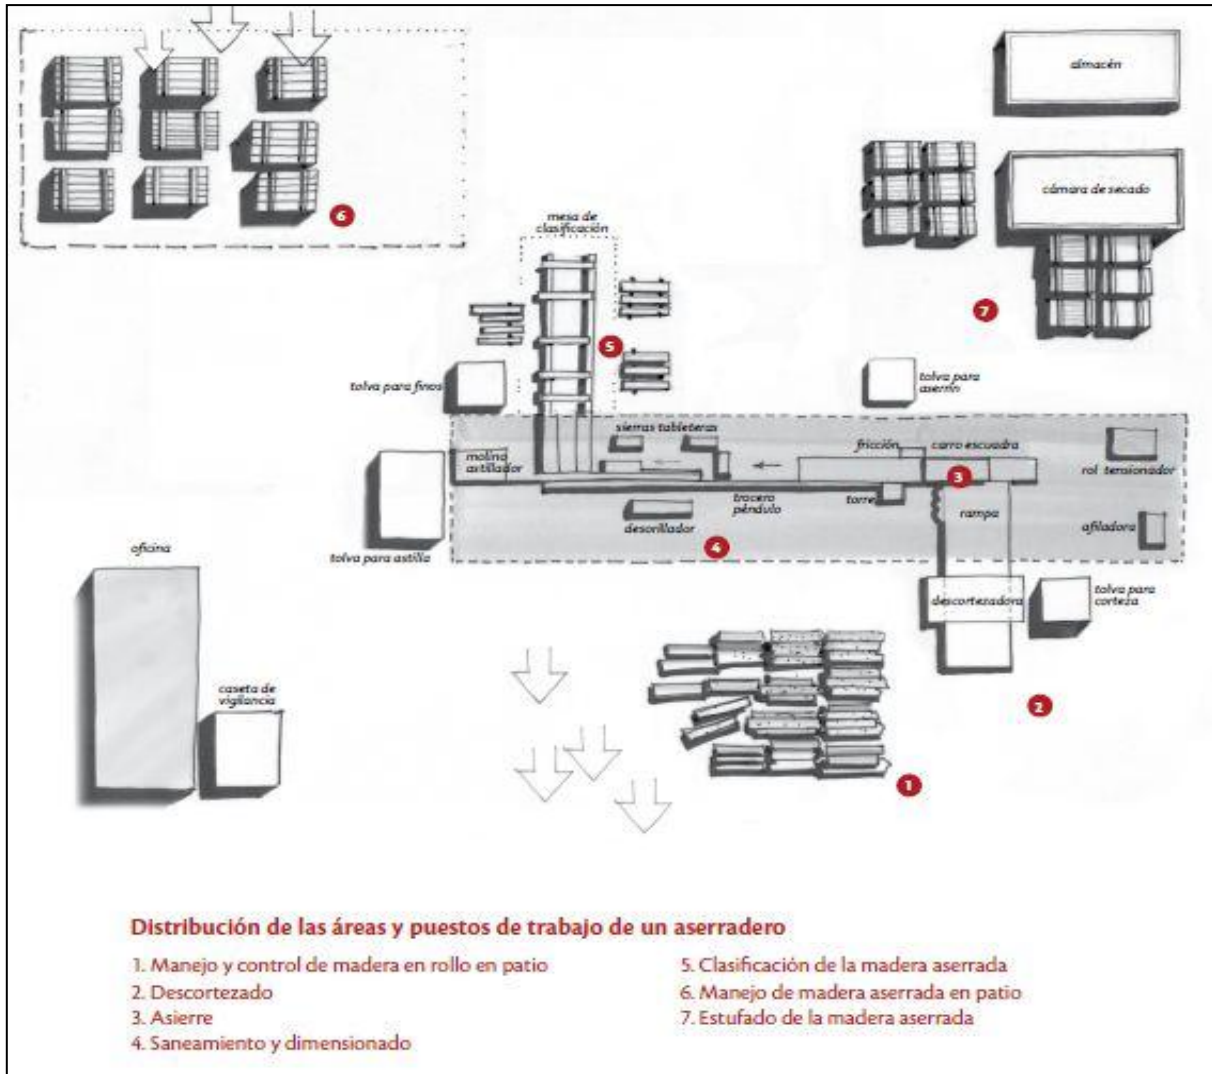 almacén
cámara de secado
6
mesa de
clasificación
7
5
tolva para finos
tolva para
aserrín
sierras tableteras
fricción
carro escuadra
molino
astillador
3
rol tensionador
trocero
péndulo
torre
rampa
desorillador
4
afiladora
tolva para astilla
oficina
descortezadora
tolva para
corteza
caseta de
vigilancia
2
1
Distribución de las áreas y puestos de trabajo de un aserradero
1. Manejo y control de madera en rollo en patio
2. Descortezado
3. Asierre
4. Saneamiento y dimensionado
5. Clasificación de la madera aserrada
6. Manejo de madera aserrada en patio
7. Estufado de la madera aserrada